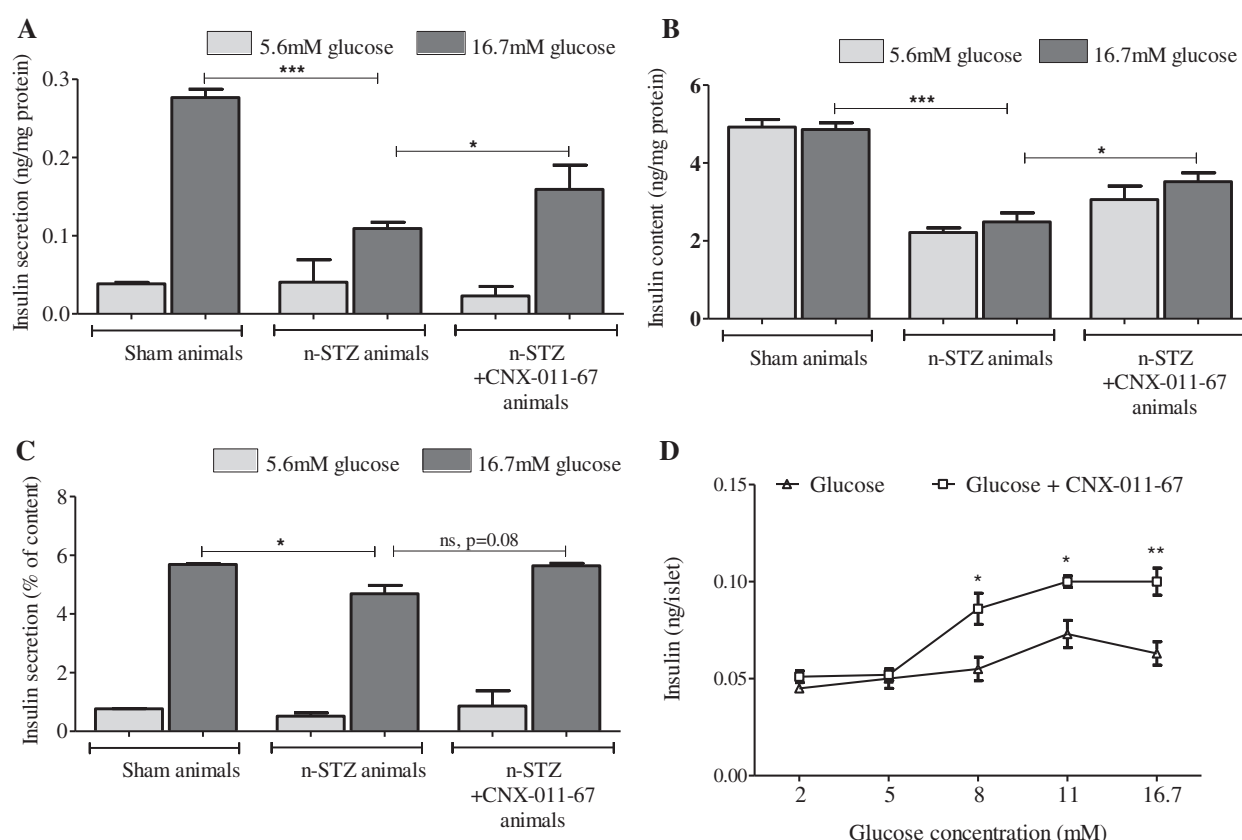 A
5.6mM glucose 16.7mM glucose
Insulin secretion (ng/mg protein)
0.3
0.2
0.1
0.0
***
*
Sham animals
n-STZ animals
n-STZ
+CNX-011-67
animals
B
5.6mM glucose 16.7mM glucose
Insulin content (ng/mg protein)
6
4
2
0
***
*
Sham animals
n-STZ animals
n-STZ
+CNX-011-67
animals
C
5.6mM glucose 16.7mM glucose
Insulin secretion (% of content)
8
6
4
2
0
*
ns, p=0.08
Sham animals
n-STZ animals
n-STZ
+CNX-011-67
animals
D
Glucose Glucose + CNX-011-67
Insulin (ng/islet)
0.15
0.10
0.05
0.00
* * **
2 5 8 11 16.7
Glucose concentration (mM)